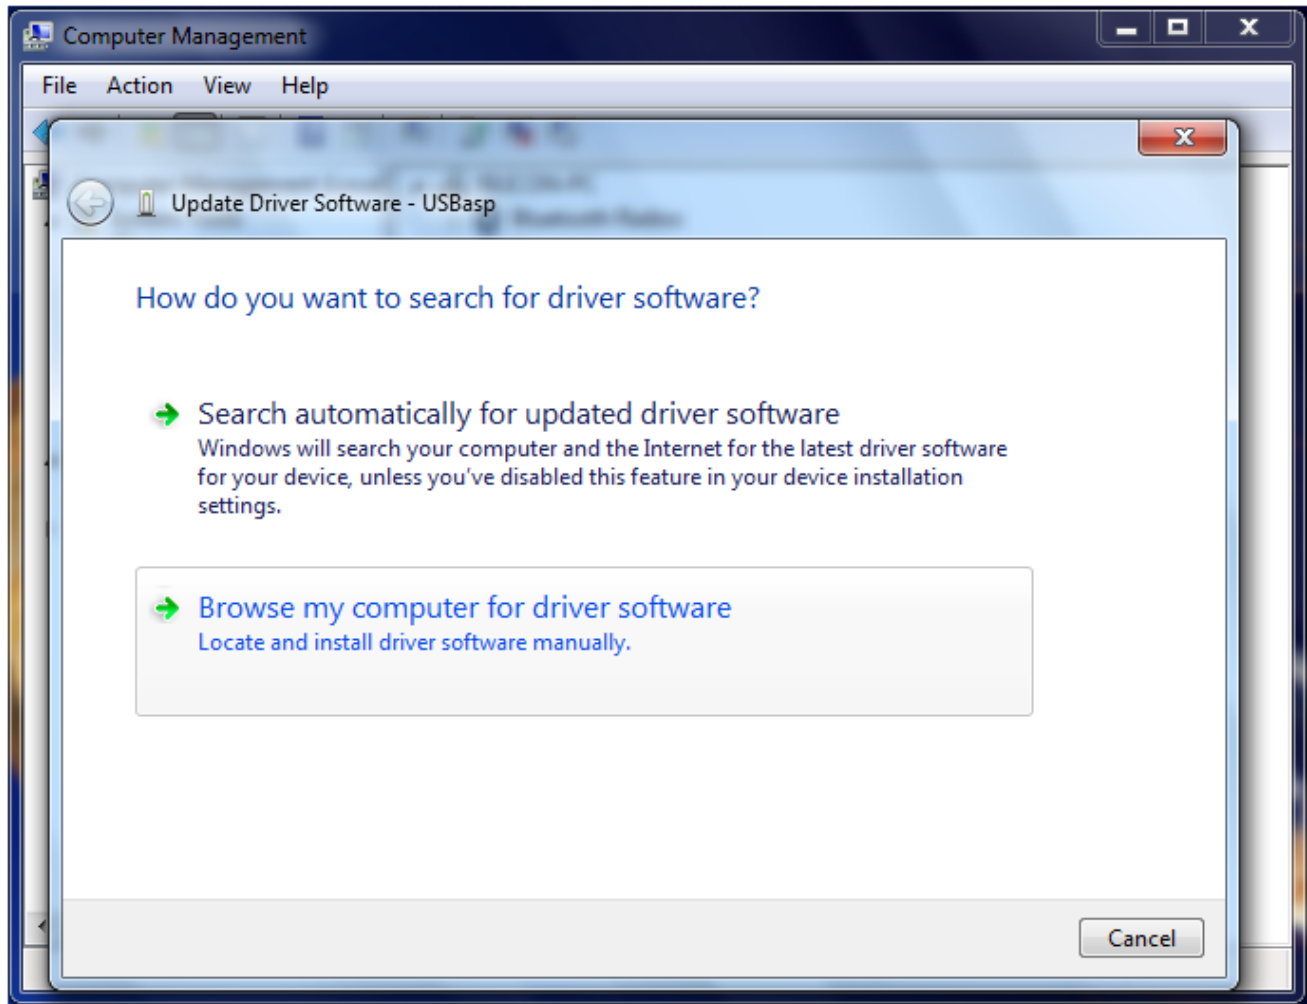 Computer Management
File Action View Help
Update Driver Software - USBasp
How do you want to search for driver software?
Search automatically for updated driver software
Windows will search your computer and the Internet for the latest driver software
for your device, unless you've disabled this feature in your device installation
settings.
Browse my computer for driver software
Locate and install driver software manually.
Cancel